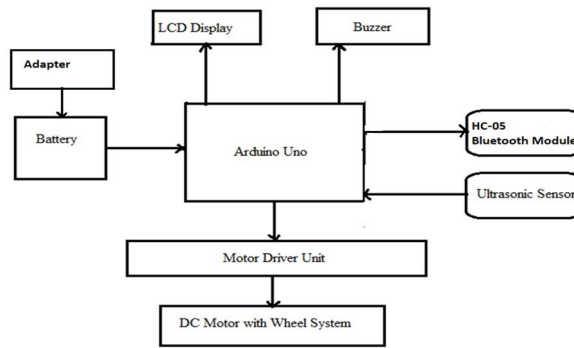 LCD Display
Buzzer
Adapter
Battery
Arduino Uno
HC-05
Bluetooth Module
Ultrasonic Sensor
Motor Driver Unit
DC Motor with Wheel System